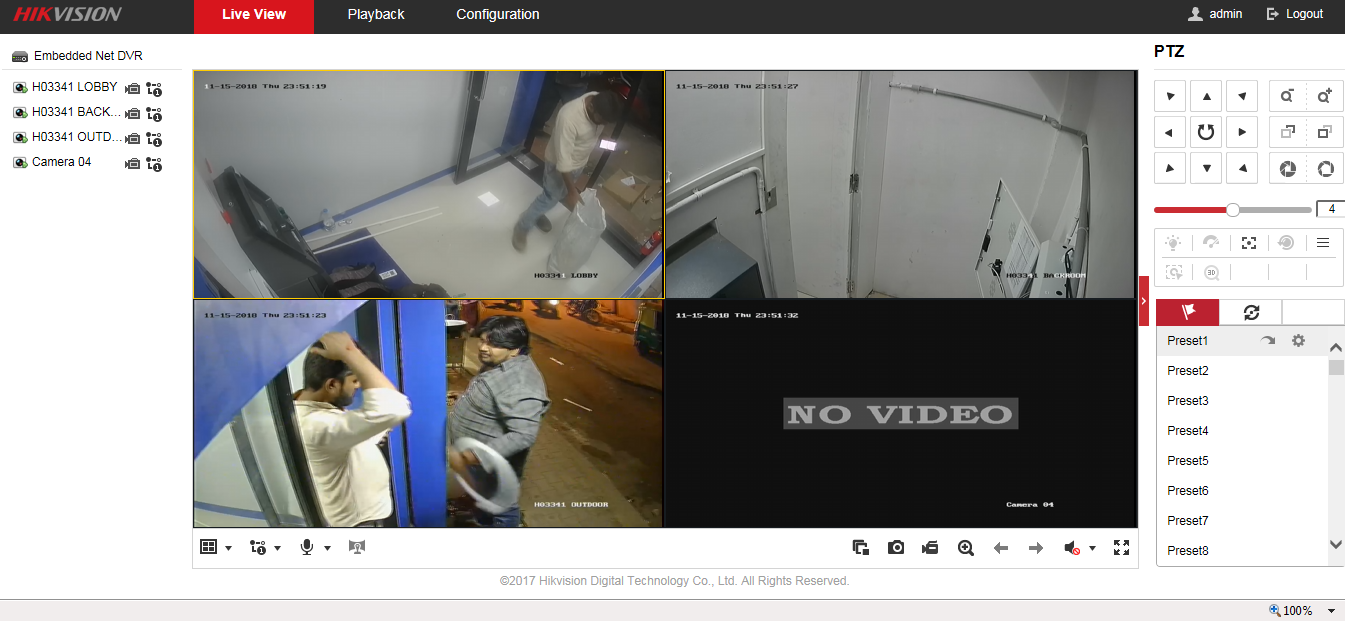 HIKVISION
Live View
Playback
Configuration
admin
Logout
Embedded Net DVR
H03341 LOBBY
H03341 BACK...
H03341 OUTD...
Camera 04
11-15-2018 Thu 23:51:19
H03341 LOBBY
11-15-2018 Thu 23:51:27
H03341 BACKROOM
11-15-2018 Thu 23:51:23
H03341 OUTDOOR
11-15-2018 Thu 23:51:32
NO VIDEO
Camera 04
PTZ
4
3D
Preset1
Preset2
Preset3
Preset4
Preset5
Preset6
Preset7
Preset8
©2017 Hikvision Digital Technology Co., Ltd. All Rights Reserved.
100%